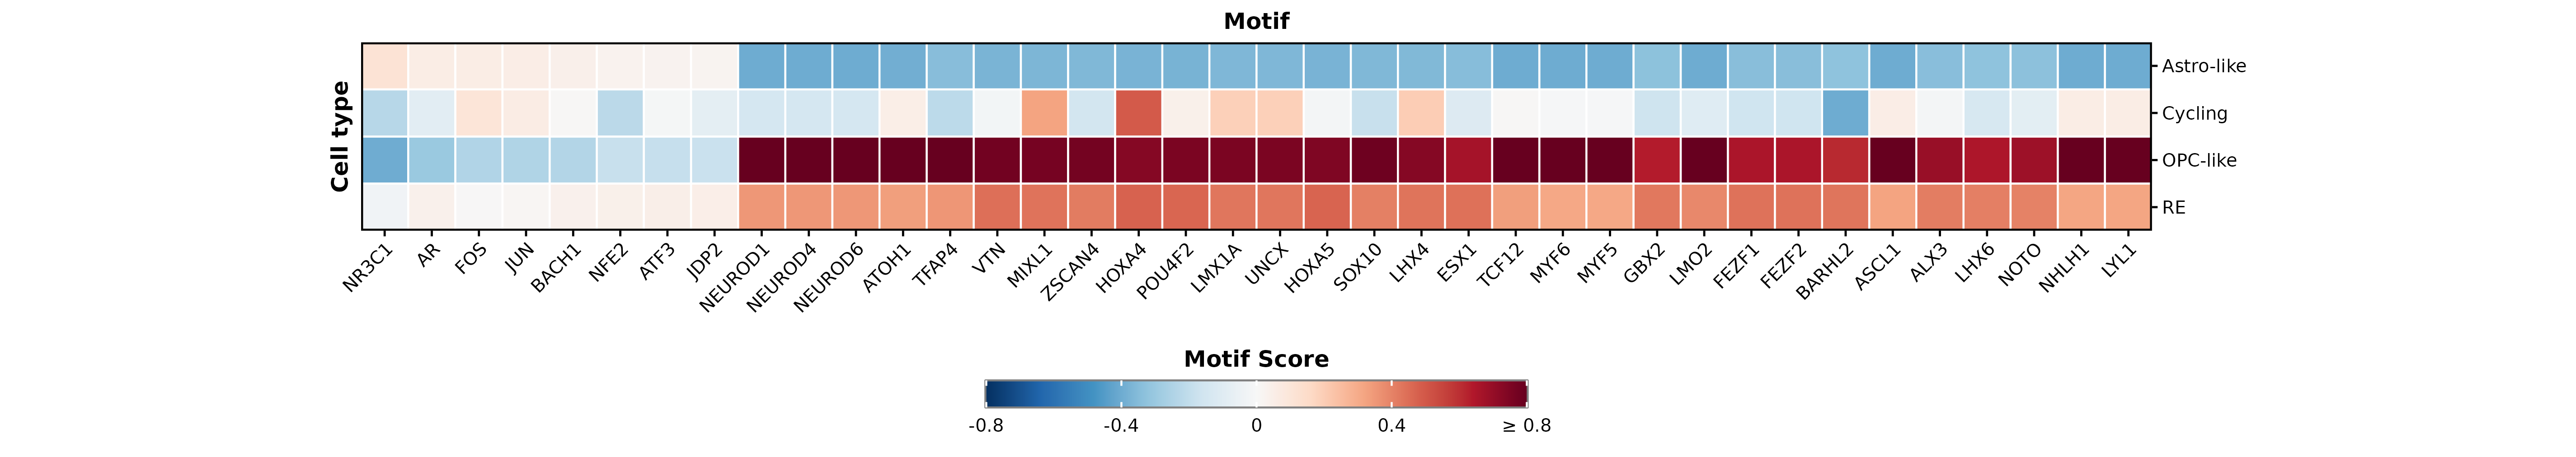 Motif
Cell type
Astro-like
Cycling
OPC-like
RE
NR3C1
AR
FOS
JUN
BACH1
NFE2
ATF3
JDP2
NEUROD1
NEUROD4
NEUROD6
ATOH1
TFAP4
VTN
MIXL1
ZSCAN4
HOXA4
POU4F2
LMX1A
UNCX
HOXA5
SOX10
LHX4
ESX1
TCF12
MYF6
MYF5
GBX2
LMO2
FEZF1
FEZF2
BARHL2
ASCL1
ALX3
LHX6
NOTO
NHLH1
LYL1
Motif Score
-0.8 -0.4 0 0.4 ≥ 0.8